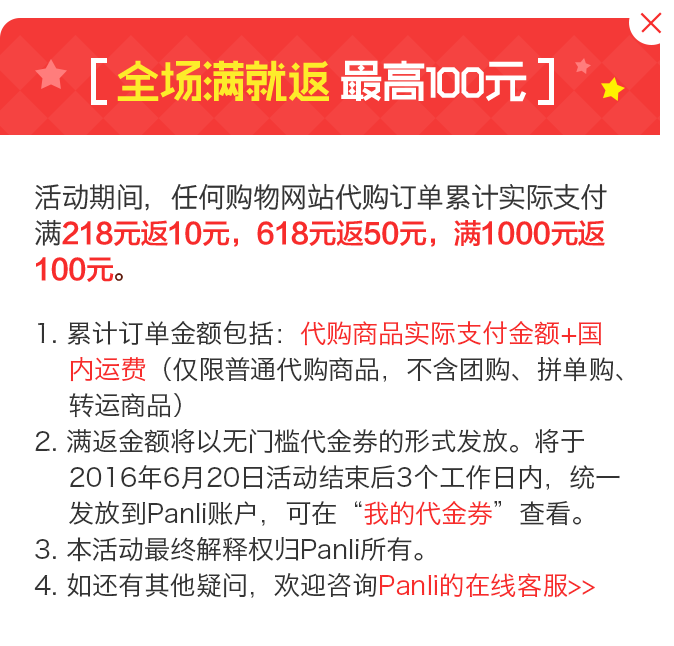 [ 全场满就返 最高100元 ]
活动期间，任何购物网站代购订单累计实际支付
满218元返10元，618元返50元，满1000元返
100元。
1. 累计订单金额包括：代购商品实际支付金额+国
内运费（仅限普通代购商品，不含团购、拼单购、
转运商品）
2. 满返金额将以无门槛代金券的形式发放。将于
2016年6月20日活动结束后3个工作日内，统一
发放到Panli账户，可在“我的代金券”查看。
3. 本活动最终解释权归Panli所有。
4. 如还有其他疑问，欢迎咨询Panli的在线客服>>